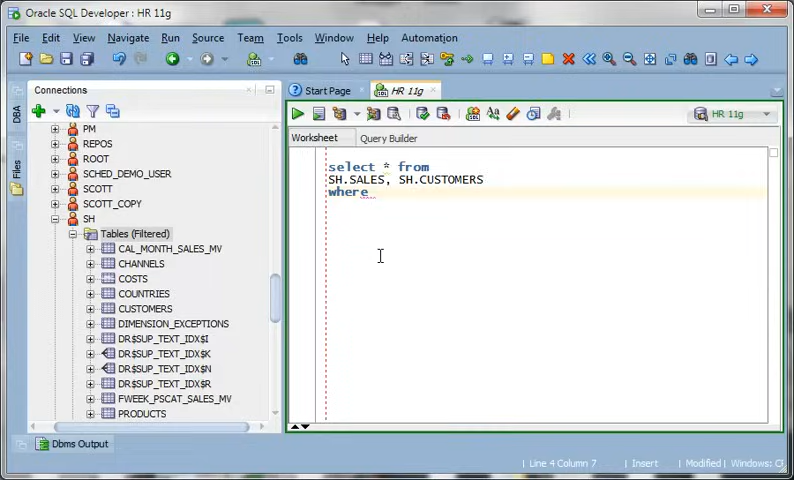 Oracle SQL Developer : HR 11g
File Edit View Navigate Run Source Team Tools Window Help Automation
Connections
Start Page
HR 11g
DBA
Files
HR 11g
Worksheet
Query Builder
PM
REPOS
ROOT
SCHED_DEMO_USER
SCOTT
SCOTT_COPY
SH
Tables (Filtered)
CAL_MONTH_SALES_MV
CHANNELS
COSTS
COUNTRIES
CUSTOMERS
DIMENSION_EXCEPTIONS
DR$SUP_TEXT_IDX$I
DR$SUP_TEXT_IDX$K
DR$SUP_TEXT_IDX$N
DR$SUP_TEXT_IDX$R
FWEEK_PSCAT_SALES_MV
PRODUCTS
select * from
SH.SALES, SH.CUSTOMERS
where
Dbms Output
Line 4 Column 7
Insert
Modified
Windows: C